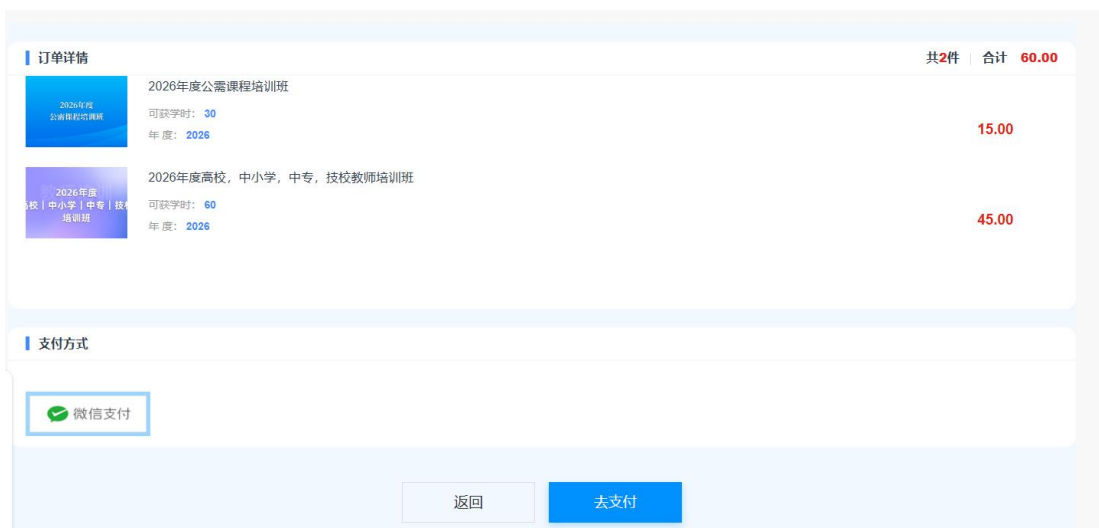 订单详情
共2件 合计 60.00
2026年度
公需课程培训班
2026年度公需课程培训班
可获学时： 30
年 度： 2026
15.00
2026年度
高校｜中小学｜中专｜技校
培训班
2026年度高校，中小学，中专，技校教师培训班
可获学时： 60
年 度： 2026
45.00
支付方式
微信支付
返回
去支付